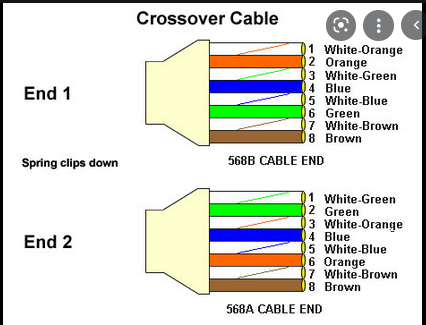 Crossover Cable
End 1
1 White-Orange
2 Orange
3 White-Green
4 Blue
5 White-Blue
6 Green
7 White-Brown
8 Brown
Spring clips down
568B CABLE END
End 2
1 White-Green
2 Green
3 White-Orange
4 Blue
5 White-Blue
6 Orange
7 White-Brown
8 Brown
568A CABLE END